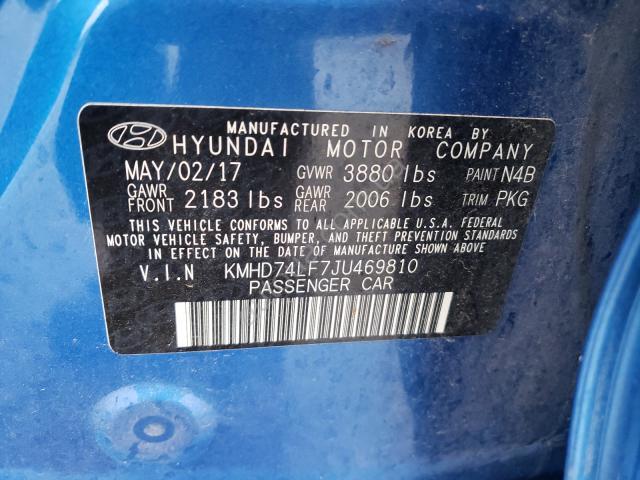 MANUFACTURED IN KOREA BY
HYUNDAI MOTOR COMPANY
MAY/02/17 GVWR 3880 lbs PAINT N4B
GAWR FRONT 2183 lbs GAWR REAR 2006 lbs TRIM PKG
THIS VEHICLE CONFORMS TO ALL APPLICABLE U.S.A. FEDERAL
MOTOR VEHICLE SAFETY, BUMPER, AND THEFT PREVENTION STANDARDS
IN EFFECT ON THE DATE OF MANUFACTURE SHOWN ABOVE.
V.I.N KMHD74LF7JU469810
PASSENGER CAR